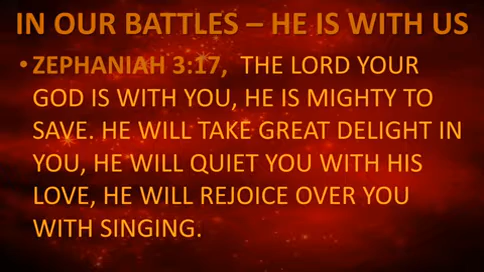 IN OUR BATTLES – HE IS WITH US
• ZEPHANIAH 3:17, THE LORD YOUR
GOD IS WITH YOU, HE IS MIGHTY TO
SAVE. HE WILL TAKE GREAT DELIGHT IN
YOU, HE WILL QUIET YOU WITH HIS
LOVE, HE WILL REJOICE OVER YOU
WITH SINGING.